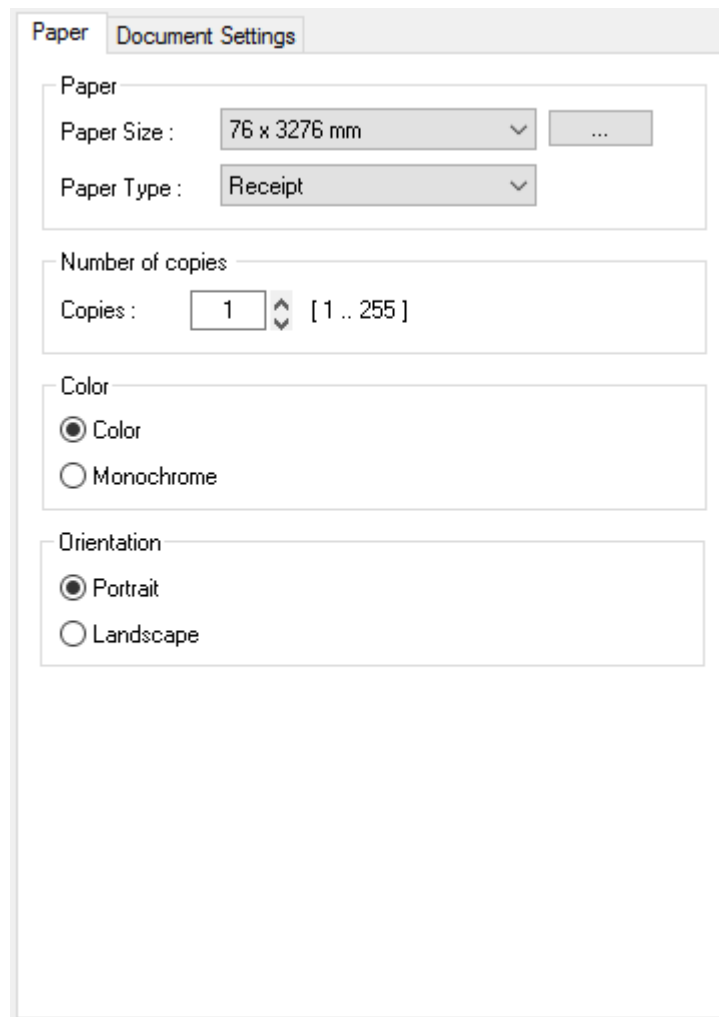 Paper Document Settings
Paper
Paper Size : 76 x 3276 mm ...
Paper Type : Receipt
Number of copies
Copies : 1 [ 1 .. 255 ]
Color
Color
Monochrome
Orientation
Portrait
Landscape